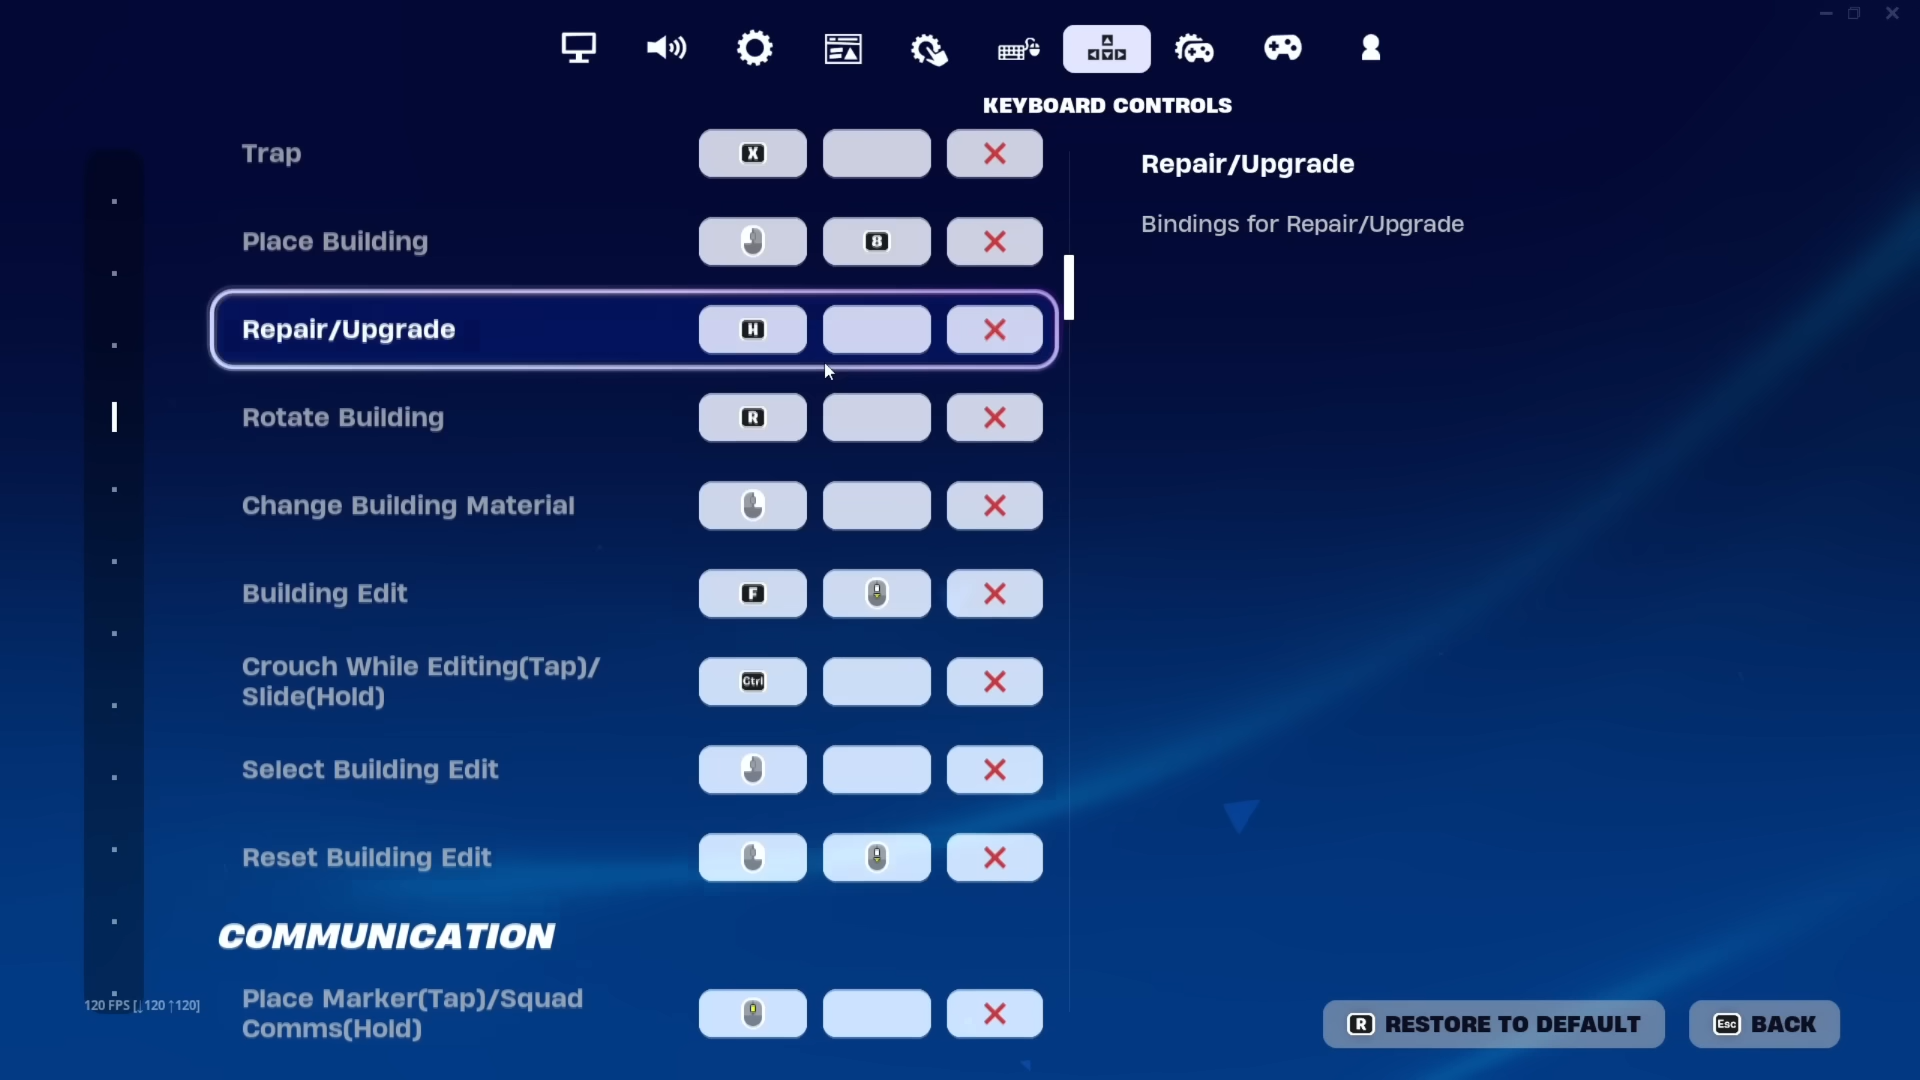 KEYBOARD CONTROLS
Trap
X
Repair/Upgrade
Bindings for Repair/Upgrade
Place Building
8
Repair/Upgrade
H
Rotate Building
R
Change Building Material
Building Edit
F
Crouch While Editing(Tap)/
Slide(Hold)
Ctrl
Select Building Edit
Reset Building Edit
COMMUNICATION
Place Marker(Tap)/Squad
Comms(Hold)
120 FPS [↓120 ↑120]
R RESTORE TO DEFAULT
Esc BACK